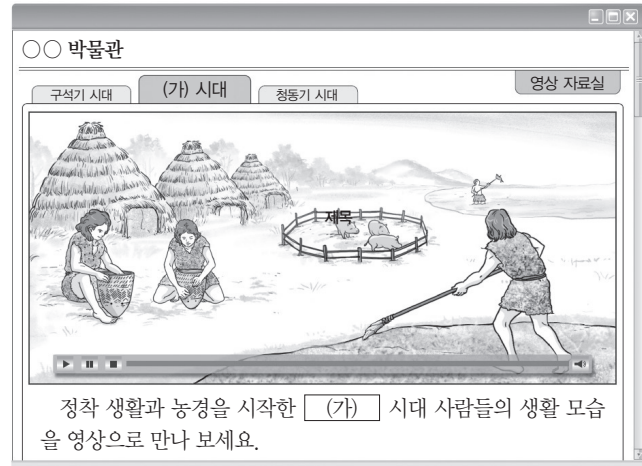 ○○ 박물관
구석기 시대 (가) 시대 청동기 시대 영상 자료실
제목
정착 생활과 농경을 시작한 (가) 시대 사람들의 생활 모습
을 영상으로 만나 보세요.